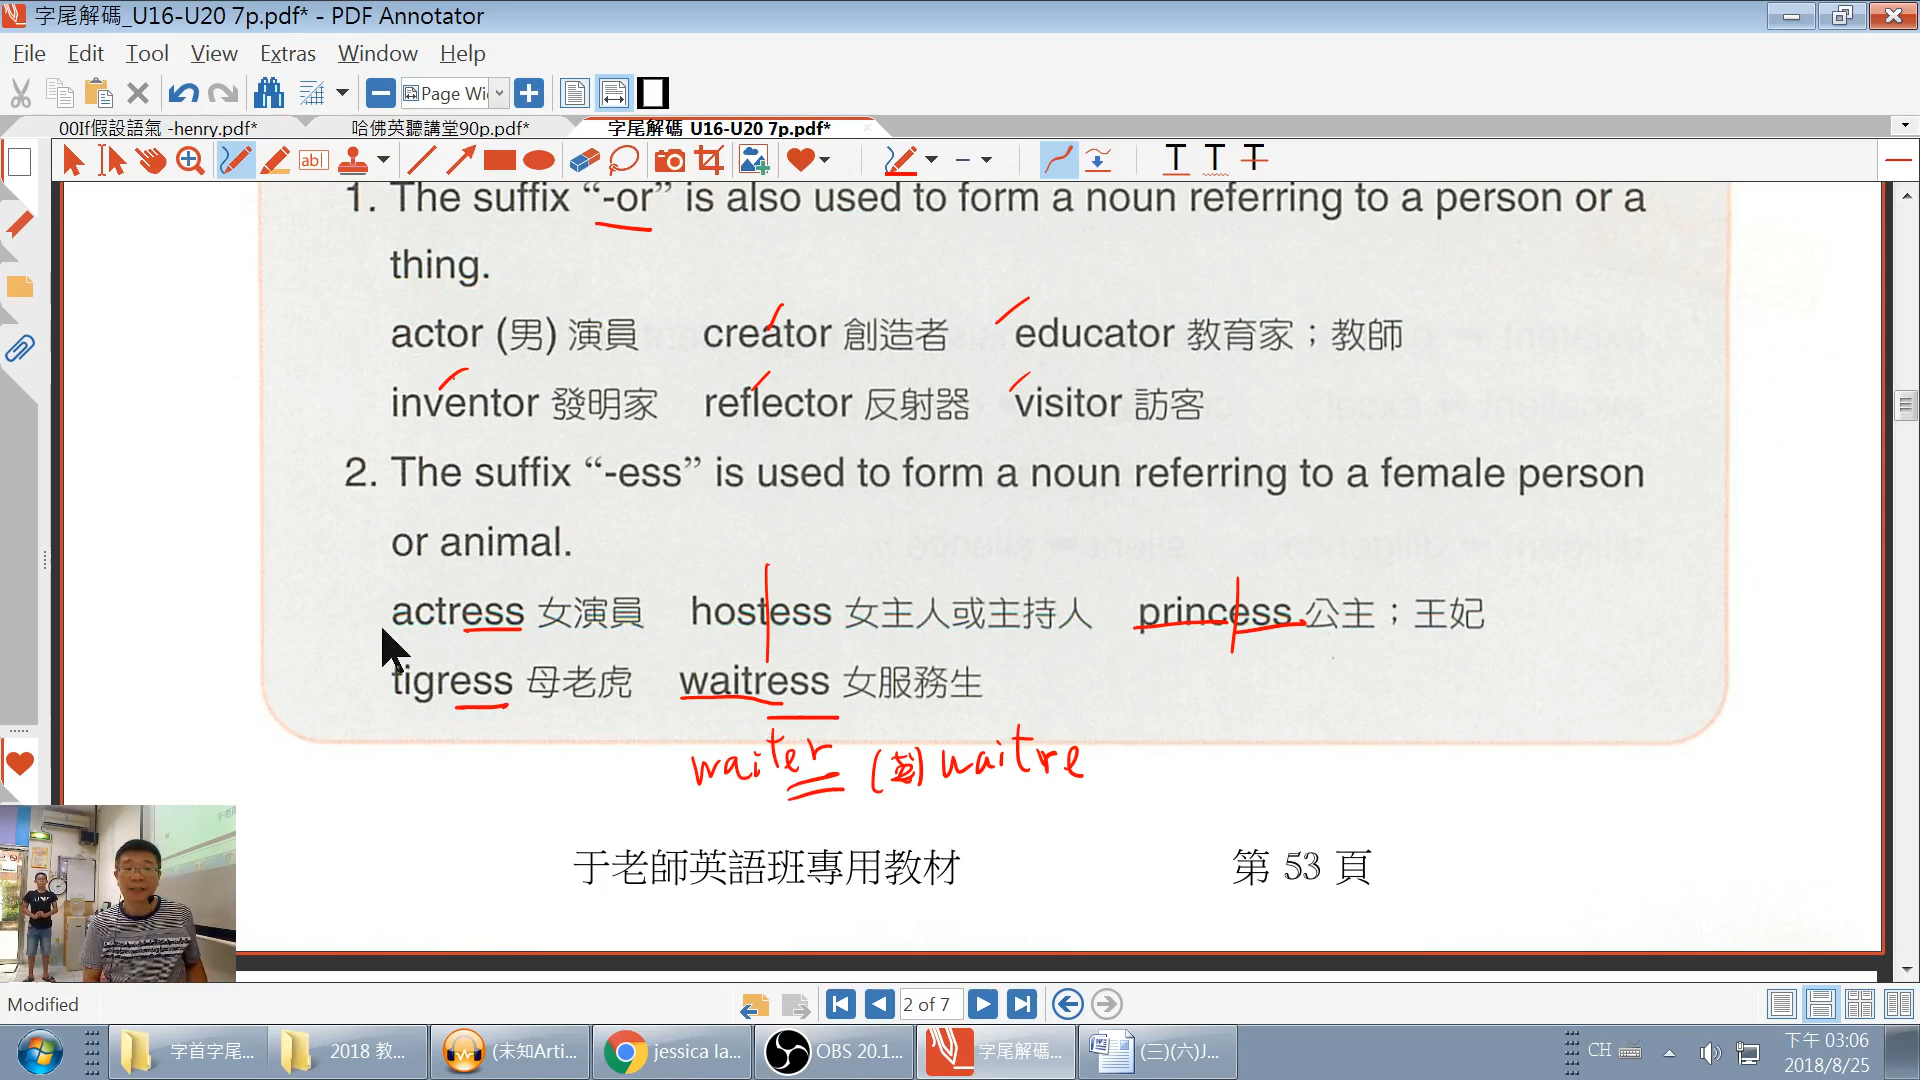 字尾解碼_U16-U20 7p.pdf* - PDF Annotator
File Edit Tool View Extras Window Help
Page Wi
00If假設語氣 -henry.pdf* 哈佛英聽講堂90p.pdf* 字尾解碼_U16-U20 7p.pdf*
ab
T T T
1. The suffix “-or” is also used to form a noun referring to a person or a
thing.
actor (男) 演員 creator 創造者 educator 教育家；教師
inventor 發明家 reflector 反射器 visitor 訪客
2. The suffix “-ess” is used to form a noun referring to a female person
or animal.
actress 女演員 hostess 女主人或主持人 princess 公主；王妃
tigress 母老虎 waitress 女服務生
waiter ( ) waitre
于老師英語班專用教材 第 53 頁
Modified 2 of 7
字首字尾... 2018 教... (未知Arti... jessica la... OBS 20.1... 字尾解碼... (三)(六)J... CH 下午 03:06
2018/8/25